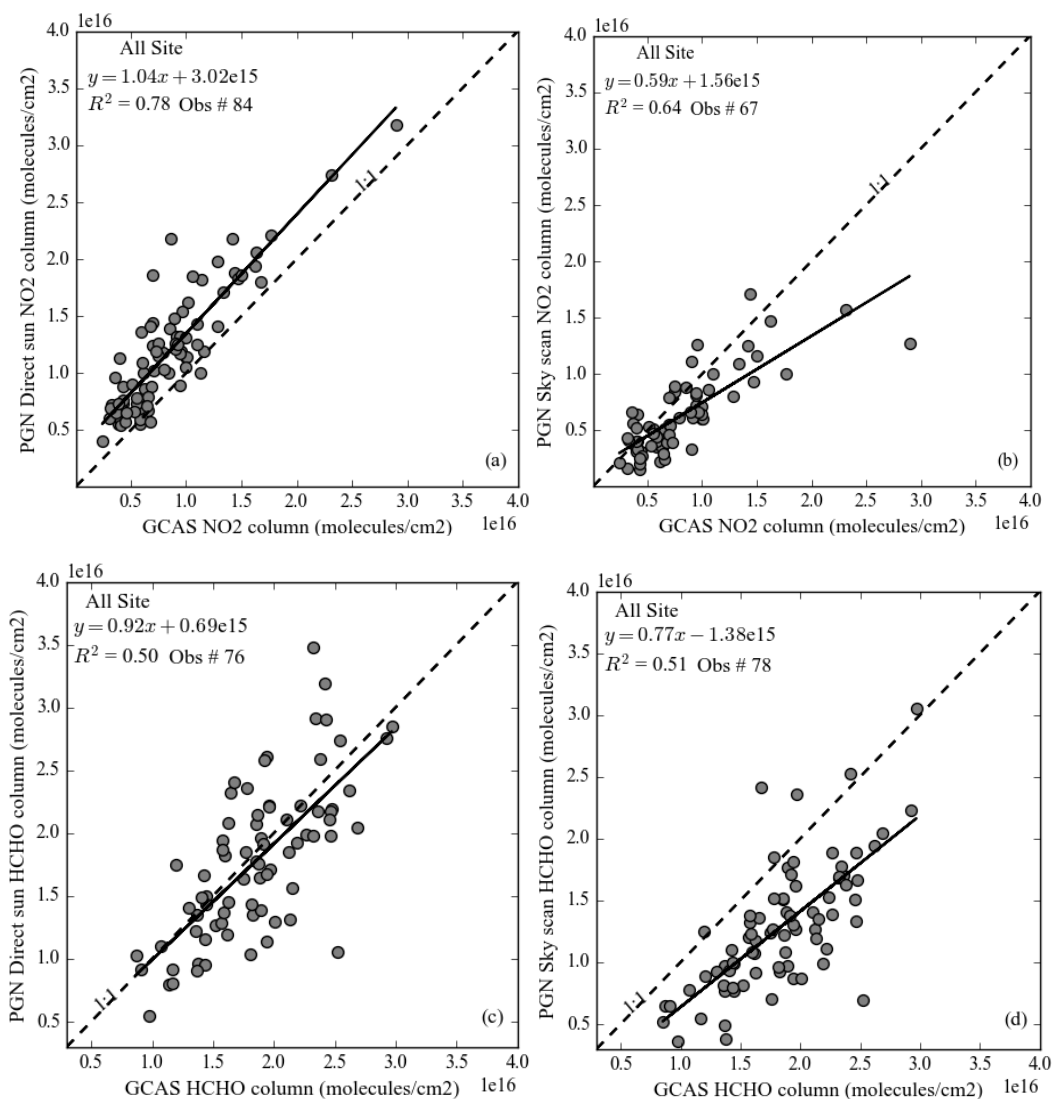 1e16
All Site
y = 1.04x + 3.02e15
R² = 0.78 Obs # 84
1:1
(a)
4.0
3.5
3.0
2.5
2.0
1.5
1.0
0.5
PGN Direct sun NO2 column (molecules/cm2)
0.5 1.0 1.5 2.0 2.5 3.0 3.5 4.0
GCAS NO2 column (molecules/cm2)
1e16
1e16
All Site
y = 0.59x + 1.56e15
R² = 0.64 Obs # 67
1:1
(b)
4.0
3.5
3.0
2.5
2.0
1.5
1.0
0.5
PGN Sky scan NO2 column (molecules/cm2)
0.5 1.0 1.5 2.0 2.5 3.0 3.5 4.0
GCAS NO2 column (molecules/cm2)
1e16
1e16
All Site
y = 0.92x + 0.69e15
R² = 0.50 Obs # 76
1:1
(c)
4.0
3.5
3.0
2.5
2.0
1.5
1.0
0.5
PGN Direct sun HCHO column (molecules/cm2)
0.5 1.0 1.5 2.0 2.5 3.0 3.5 4.0
GCAS HCHO column (molecules/cm2)
1e16
1e16
All Site
y = 0.77x − 1.38e15
R² = 0.51 Obs # 78
1:1
(d)
4.0
3.5
3.0
2.5
2.0
1.5
1.0
0.5
PGN Sky scan HCHO column (molecules/cm2)
0.5 1.0 1.5 2.0 2.5 3.0 3.5 4.0
GCAS HCHO column (molecules/cm2)
1e16